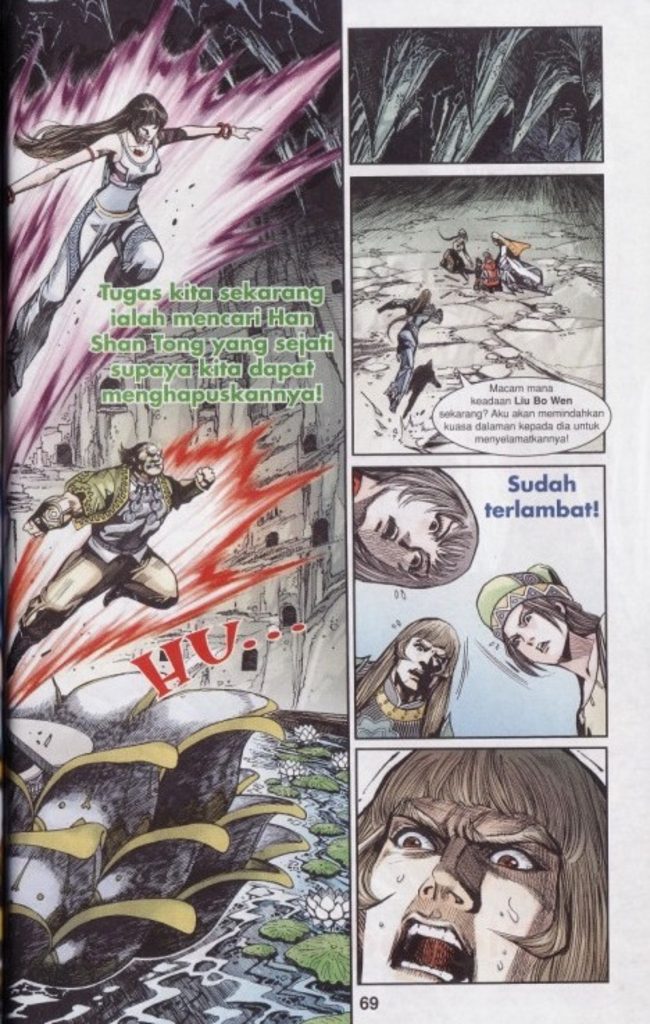 Tugas kita sekarang
ialah mencari Han
Shan Tong yang sejati
supaya kita dapat
menghapuskannya!
HU...
Macam mana
keadaan Liu Bo Wen
sekarang? Aku akan memindahkan
kuasa dalaman kepada dia untuk
menyelamatkannya!
Sudah
terlambat!
69